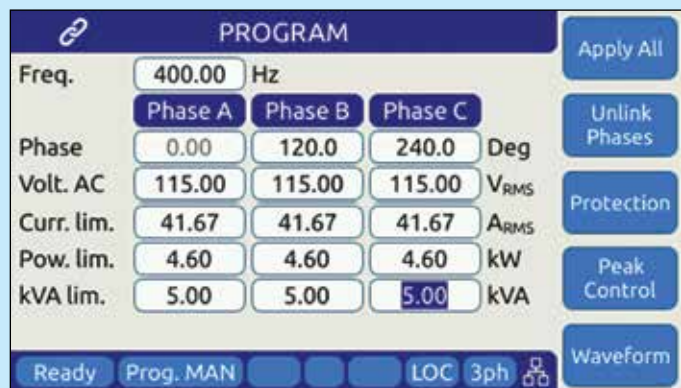 PROGRAM
Freq. 400.00 Hz
Phase A Phase B Phase C
Phase 0.00 120.0 240.0 Deg
Volt. AC 115.00 115.00 115.00 VRMS
Curr. lim. 41.67 41.67 41.67 ARMS
Pow. lim. 4.60 4.60 4.60 kW
kVA lim. 5.00 5.00 5.00 kVA
Ready Prog. MAN LOC 3ph
Apply All
Unlink
Phases
Protection
Peak
Control
Waveform